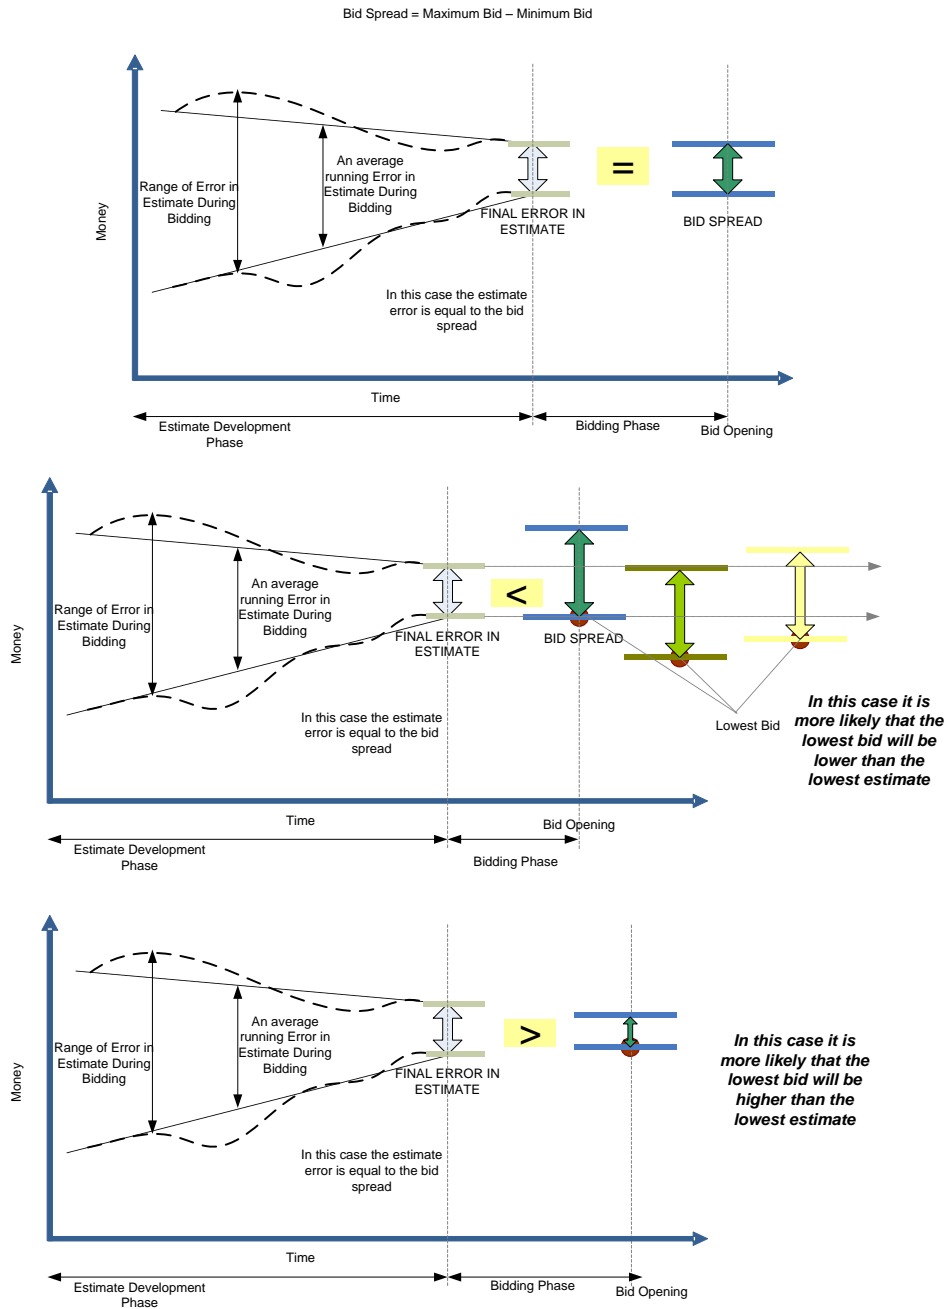 Bid Spread = Maximum Bid – Minimum Bid
Money
Range of Error in
Estimate During
Bidding
An average
running Error in
Estimate During
Bidding
FINAL ERROR IN
ESTIMATE
=
BID SPREAD
In this case the estimate
error is equal to the bid
spread
Time
Estimate Development
Phase
Bidding Phase
Bid Opening
Money
Range of Error in
Estimate During
Bidding
An average
running Error in
Estimate During
Bidding
FINAL ERROR IN
ESTIMATE
<
BID SPREAD
Lowest Bid
In this case it is
more likely that the
lowest bid will be
lower than the
lowest estimate
In this case the estimate
error is equal to the bid
spread
Time
Bid Opening
Estimate Development
Phase
Bidding Phase
Money
Range of Error in
Estimate During
Bidding
An average
running Error in
Estimate During
Bidding
FINAL ERROR IN
ESTIMATE
>
In this case it is
more likely that the
lowest bid will be
higher than the
lowest estimate
In this case the estimate
error is equal to the bid
spread
Time
Estimate Development
Phase
Bidding Phase
Bid Opening